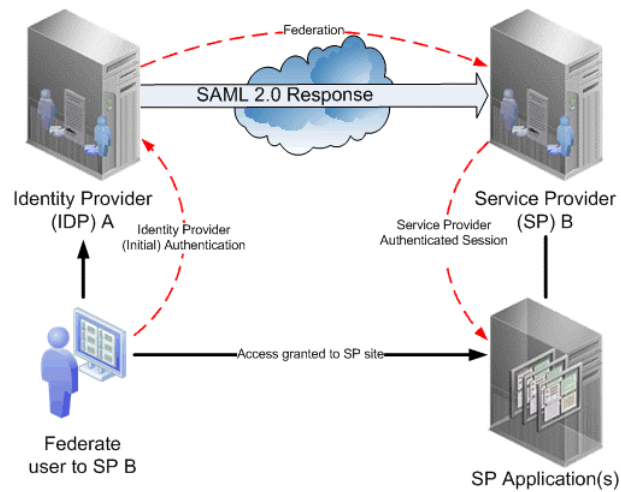 Federation
SAML 2.0 Response
Identity Provider
(IDP) A
Service Provider
(SP) B
Identity Provider
(Initial) Authentication
Service Provider
Authenticated Session
Access granted to SP site
Federate
user to SP B
SP Application(s)